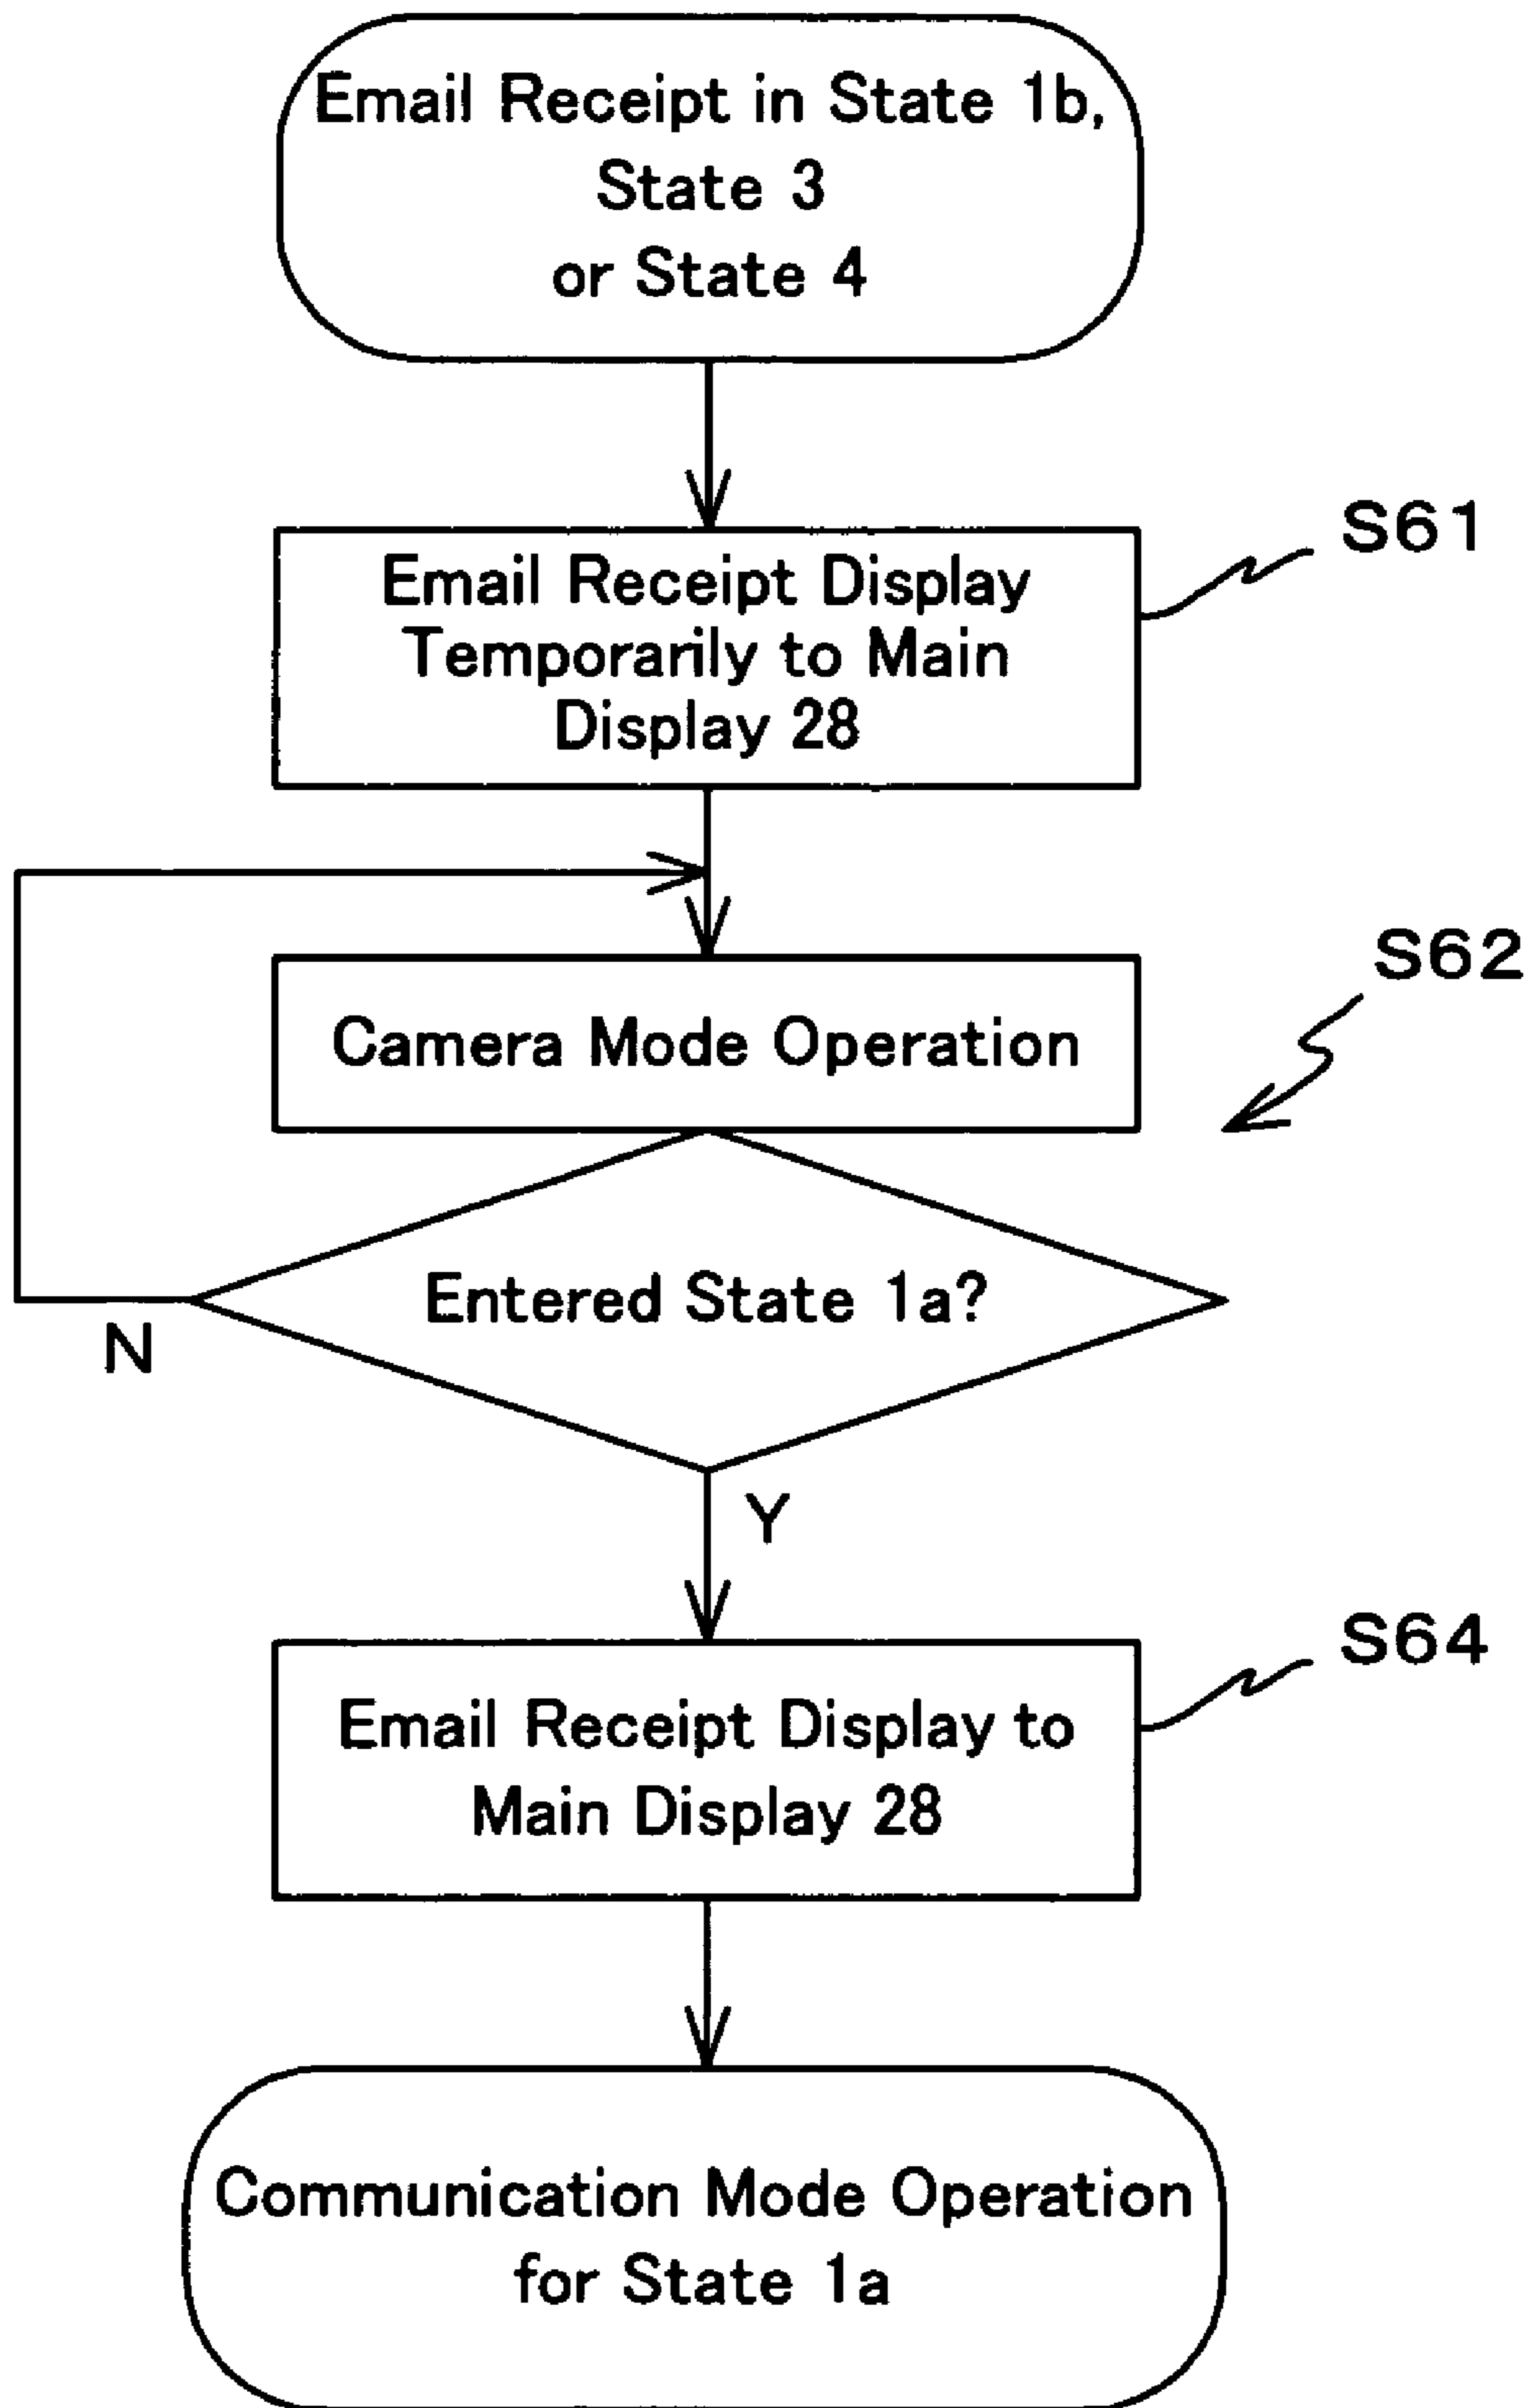 Email Receipt in State 1b,
State 3
or State 4
S61
Email Receipt Display
Temporarily to Main
Display 28
S62
Camera Mode Operation
Entered State 1a?
N
Y
S64
Email Receipt Display to
Main Display 28
Communication Mode Operation
for State 1a